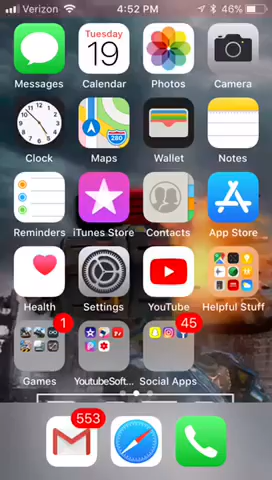 Verizon 4:52 PM 46%
Tuesday
19
280
Messages Calendar Photos Camera
Clock Maps Wallet Notes
Reminders iTunes Store Contacts App Store
Health Settings YouTube Helpful Stuff
1 45
Games YoutubeSoft... Social Apps
553